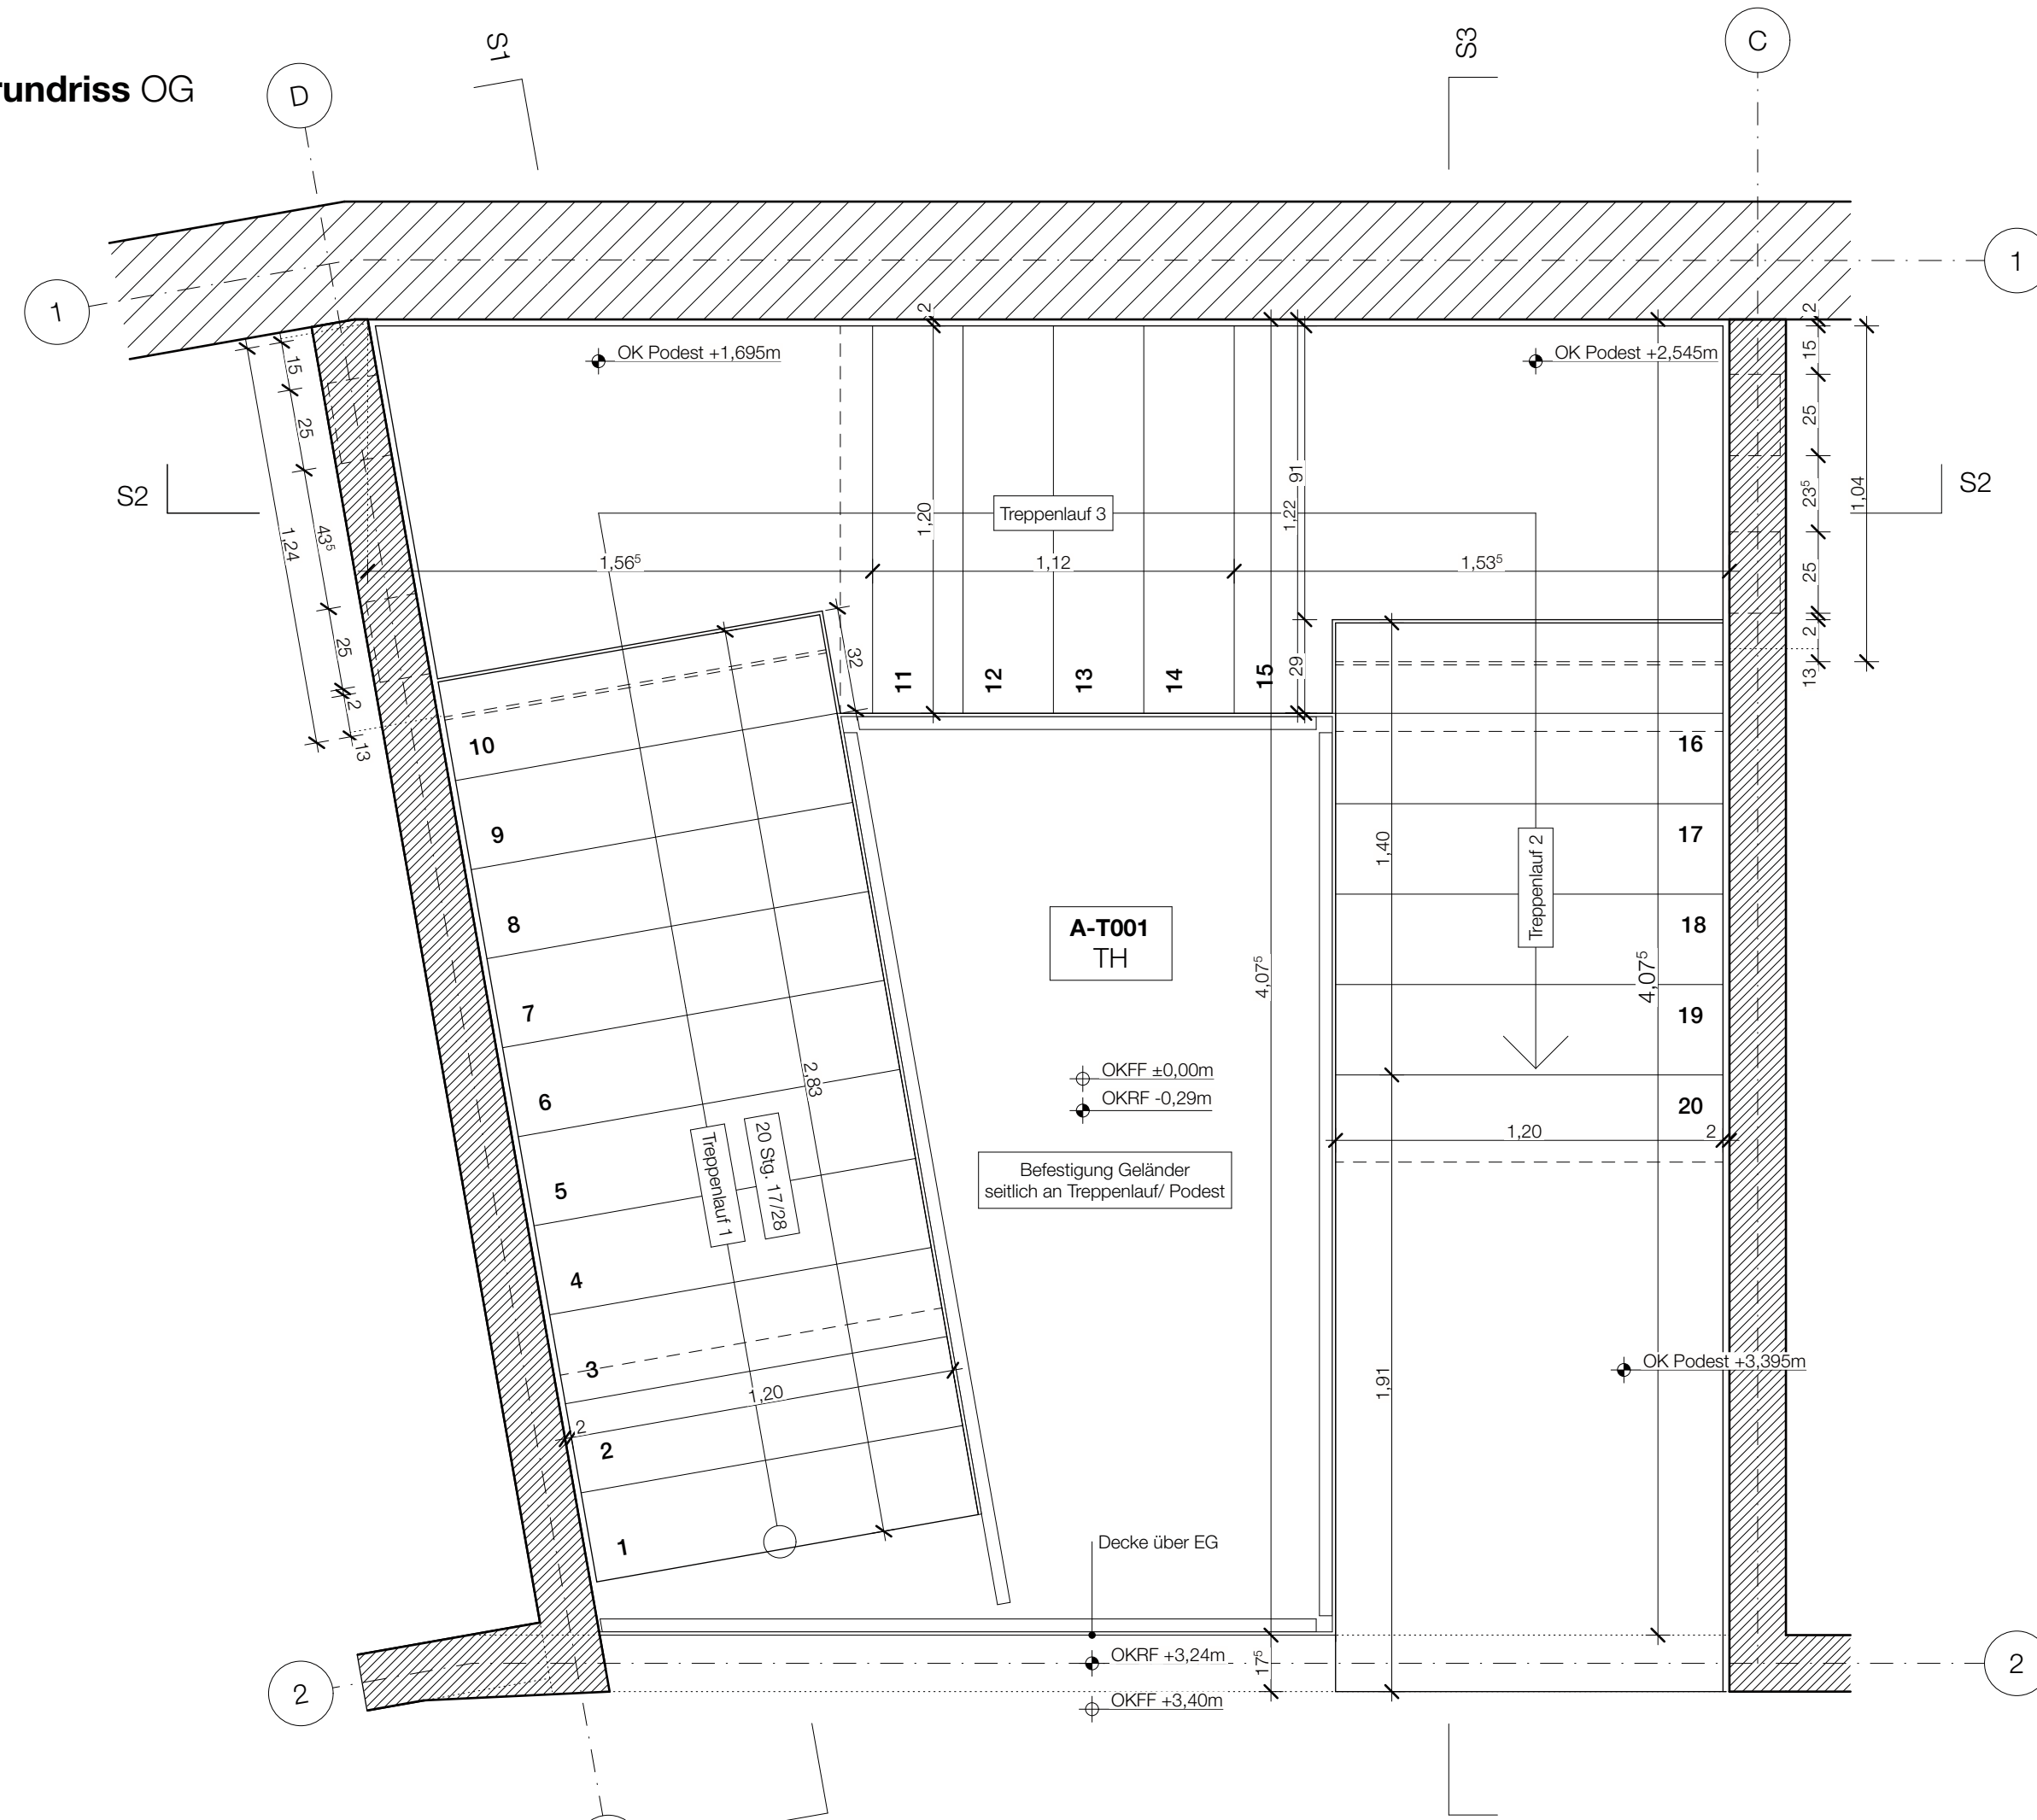 rundriss OG
S1
S3
C
D
1
1
2
2
OK Podest +1,695m
OK Podest +2,545m
15
15
25
25
S2
S2
1,24
43⁵
1,20
91
1,22
23⁵
1,04
Treppenlauf 3
1,56⁵
1,12
1,53⁵
25
25
32
11
12
13
14
15
29
2
13
2
13
10
16
9
1,40
17
8
A-T001
TH
Treppenlauf 2
18
7
4,07⁵
4,07⁵
19
6
2,83
OKFF ±0,00m
OKRF -0,29m
20
5
Treppenlauf 1
20 Stg. 17/28
Befestigung Geländer
seitlich an Treppenlauf/ Podest
1,20
2
4
3
1,20
1,91
OK Podest +3,395m
2
2
1
Decke über EG
OKRF +3,24m
17⁵
2
2
OKFF +3,40m